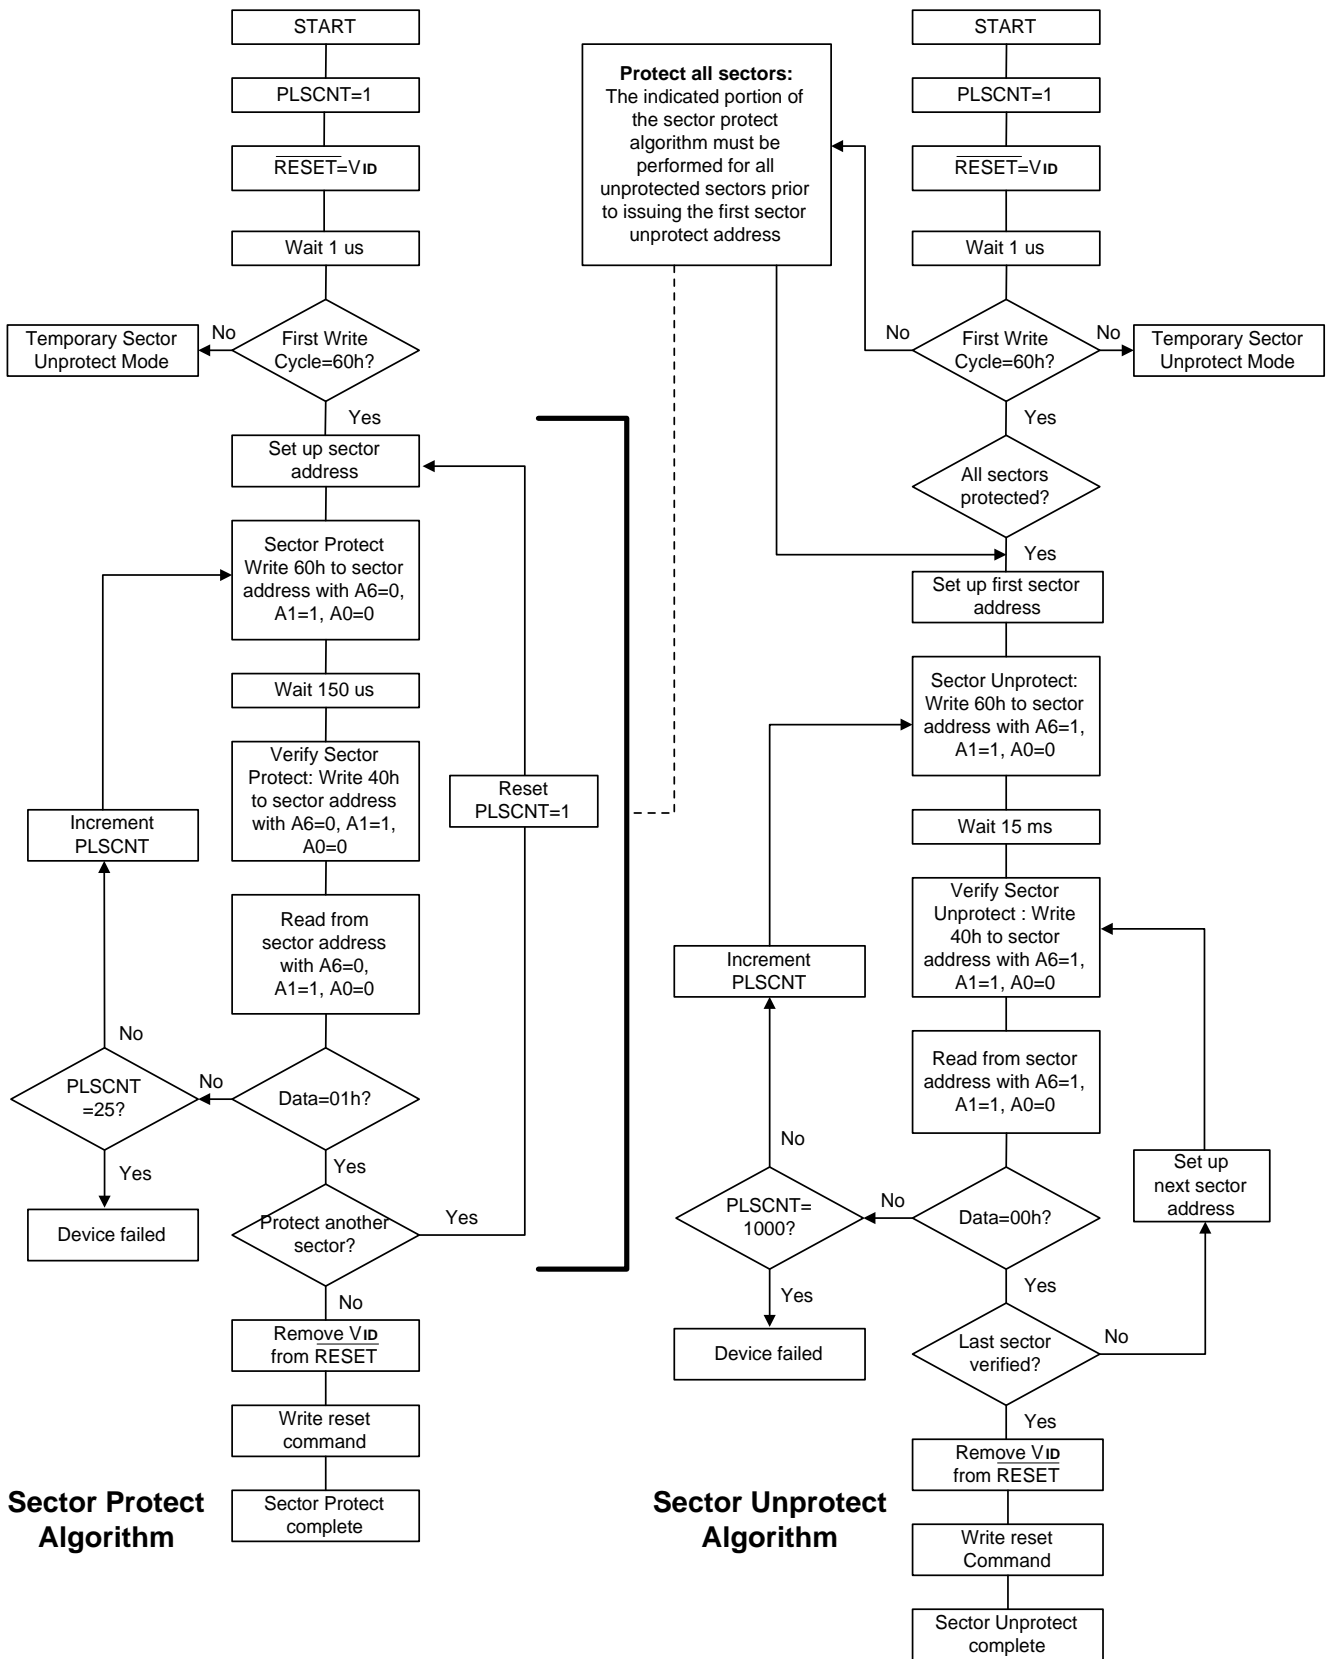 START
PLSCNT=1
RESET=VID
Wait 1 us
First Write
Cycle=60h?
No
Temporary Sector
Unprotect Mode
Yes
Set up sector
address
Sector Protect
Write 60h to sector
address with A6=0,
A1=1, A0=0
Wait 150 us
Verify Sector
Protect: Write 40h
to sector address
with A6=0, A1=1,
A0=0
Reset
PLSCNT=1
Increment
PLSCNT
Read from
sector address
with A6=0,
A1=1, A0=0
No
PLSCNT
=25?
No
Data=01h?
Yes
Device failed
Yes
Protect another
sector?
Yes
No
Remove VID
from RESET
Write reset
command
Sector Protect
complete
Sector Protect
Algorithm
Protect all sectors:
The indicated portion of
the sector protect
algorithm must be
performed for all
unprotected sectors prior
to issuing the first sector
unprotect address
START
PLSCNT=1
RESET=VID
Wait 1 us
No
First Write
Cycle=60h?
No
Temporary Sector
Unprotect Mode
Yes
All sectors
protected?
Yes
Set up first sector
address
Sector Unprotect:
Write 60h to sector
address with A6=1,
A1=1, A0=0
Wait 15 ms
Verify Sector
Unprotect : Write
40h to sector
address with A6=1,
A1=1, A0=0
Increment
PLSCNT
Read from sector
address with A6=1,
A1=1, A0=0
No
PLSCNT=
1000?
No
Data=00h?
Set up
next sector
address
Yes
Device failed
Yes
Last sector
verified?
No
Yes
Remove VID
from RESET
Write reset
Command
Sector Unprotect
complete
Sector Unprotect
Algorithm